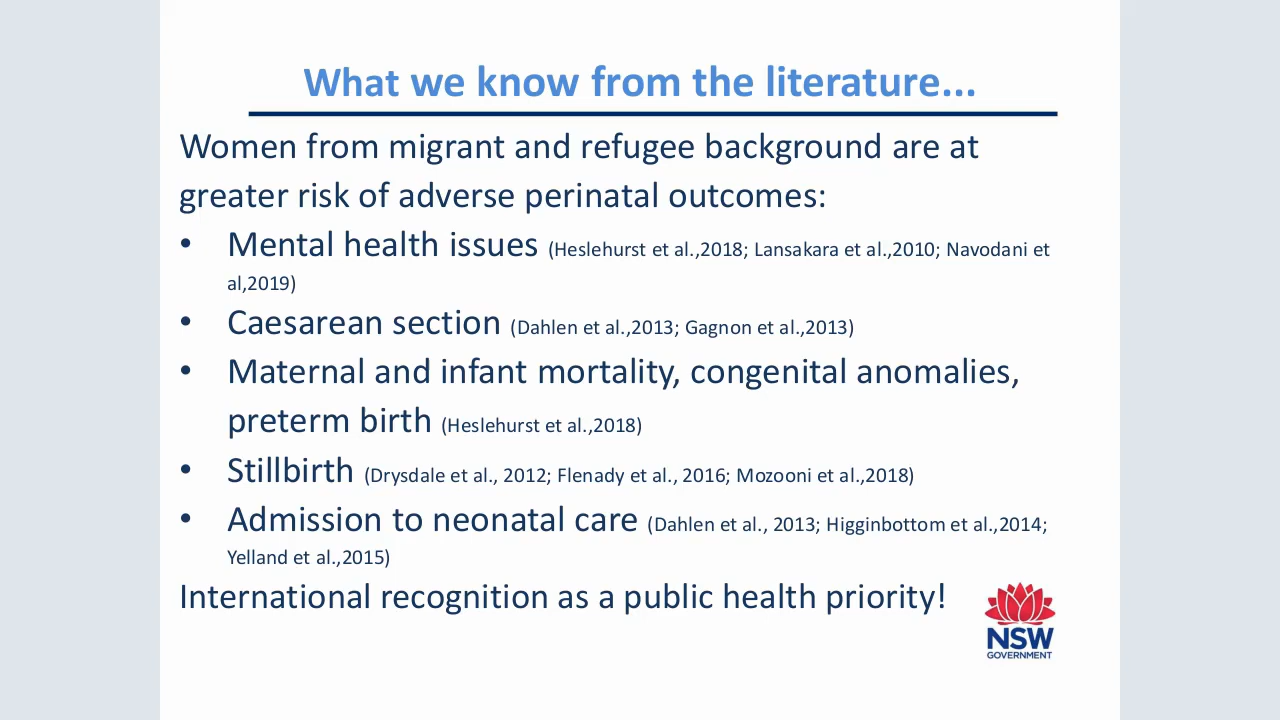 What we know from the literature...
Women from migrant and refugee background are at
greater risk of adverse perinatal outcomes:
• Mental health issues (Heslehurst et al.,2018; Lansakara et al.,2010; Navodani et
al,2019)
• Caesarean section (Dahlen et al.,2013; Gagnon et al.,2013)
• Maternal and infant mortality, congenital anomalies,
preterm birth (Heslehurst et al.,2018)
• Stillbirth (Drysdale et al., 2012; Flenady et al., 2016; Mozooni et al.,2018)
• Admission to neonatal care (Dahlen et al., 2013; Higginbottom et al.,2014;
Yelland et al.,2015)
International recognition as a public health priority!
NSW
GOVERNMENT